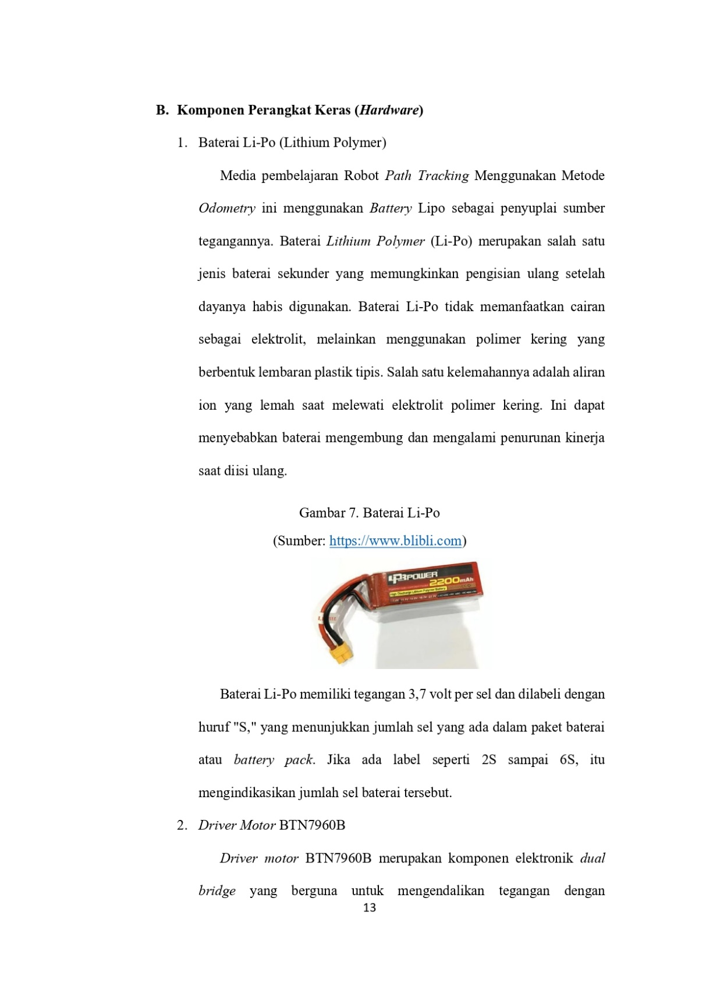 B. Komponen Perangkat Keras (Hardware)
1. Baterai Li-Po (Lithium Polymer)
Media pembelajaran Robot Path Tracking Menggunakan Metode
Odometry ini menggunakan Battery Lipo sebagai penyuplai sumber
tegangannya. Baterai Lithium Polymer (Li-Po) merupakan salah satu
jenis baterai sekunder yang memungkinkan pengisian ulang setelah
dayanya habis digunakan. Baterai Li-Po tidak memanfaatkan cairan
sebagai elektrolit, melainkan menggunakan polimer kering yang
berbentuk lembaran plastik tipis. Salah satu kelemahannya adalah aliran
ion yang lemah saat melewati elektrolit polimer kering. Ini dapat
menyebabkan baterai mengembung dan mengalami penurunan kinerja
saat diisi ulang.
Gambar 7. Baterai Li-Po
(Sumber: https://www.blibli.com)
POWER
2200mAh
High Discharge Lithium Polymer Battery
Baterai Li-Po memiliki tegangan 3,7 volt per sel dan dilabeli dengan
huruf "S," yang menunjukkan jumlah sel yang ada dalam paket baterai
atau battery pack. Jika ada label seperti 2S sampai 6S, itu
mengindikasikan jumlah sel baterai tersebut.
2. Driver Motor BTN7960B
Driver motor BTN7960B merupakan komponen elektronik dual
bridge yang berguna untuk mengendalikan tegangan dengan
13